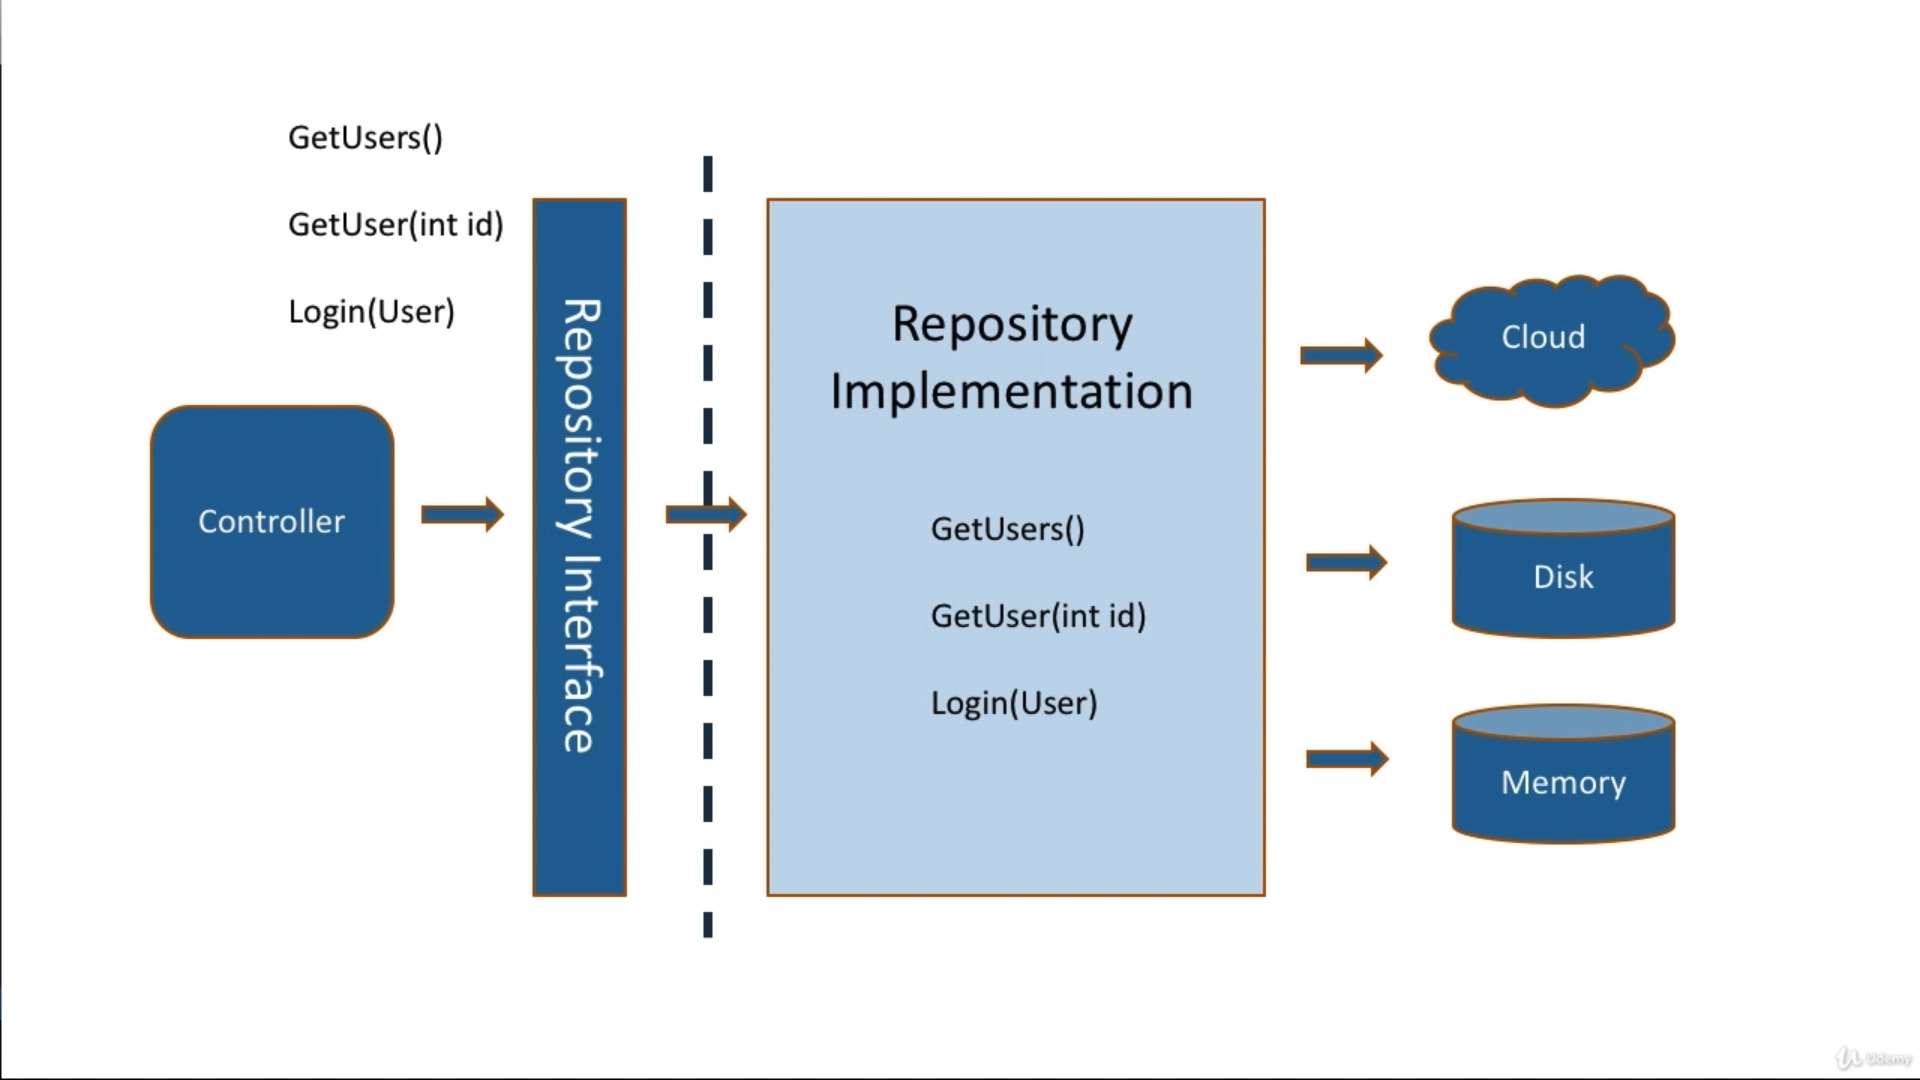 GetUsers()
GetUser(int id)
Login(User)
Controller
Repository Interface
Repository
Implementation
GetUsers()
GetUser(int id)
Login(User)
Cloud
Disk
Memory
Udemy